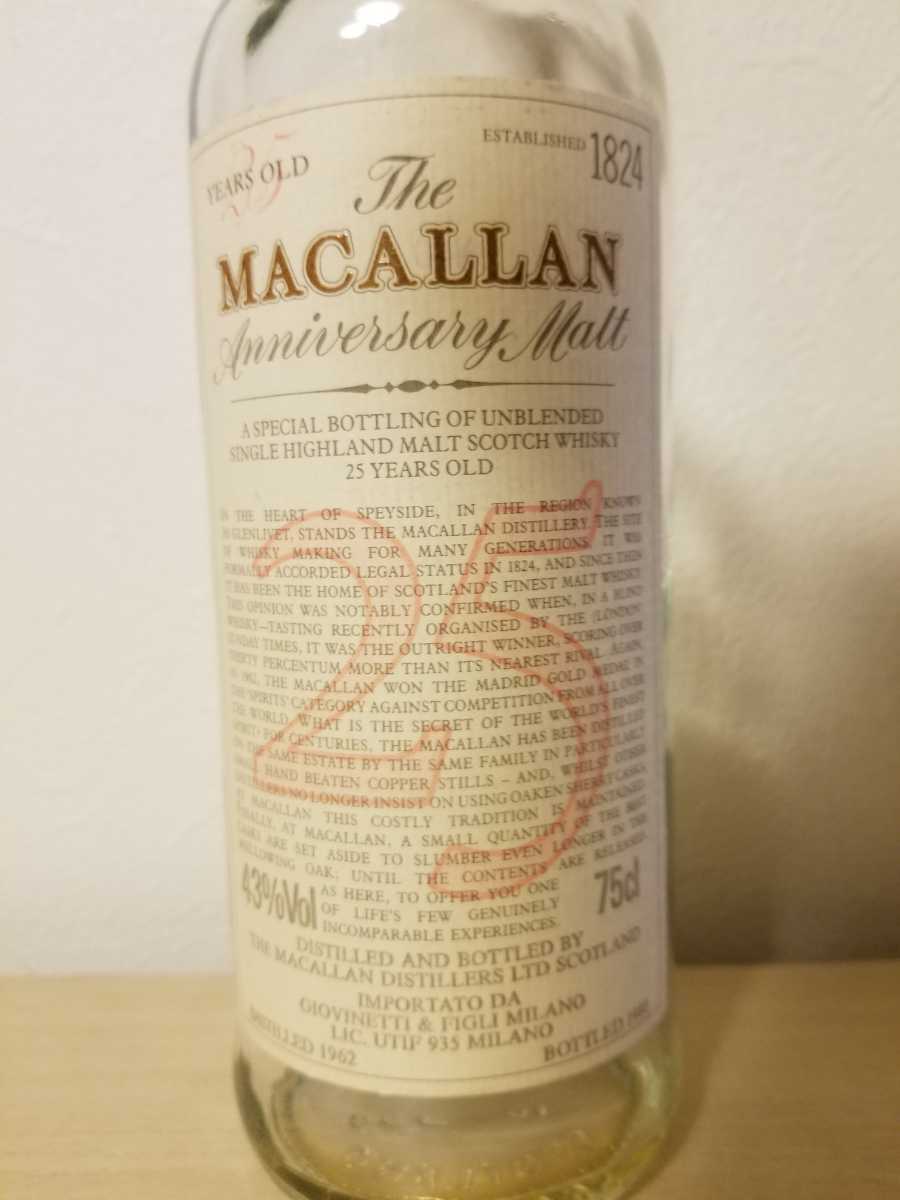 25
YEARS OLD
ESTABLISHED 1824
The
MACALLAN
Anniversary Malt
A SPECIAL BOTTLING OF UNBLENDED
SINGLE HIGHLAND MALT SCOTCH WHISKY
25 YEARS OLD
25
IN THE HEART OF SPEYSIDE, IN THE REGION KNOWN
AS GLENLIVET, STANDS THE MACALLAN DISTILLERY. THE SITE
OF WHISKY MAKING FOR MANY GENERATIONS, IT WAS
FORMALLY ACCORDED LEGAL STATUS IN 1824, AND SINCE THEN
IT HAS BEEN THE HOME OF SCOTLAND'S FINEST MALT WHISKY.
THIS OPINION WAS NOTABLY CONFIRMED WHEN, IN A BLIND
WHISKY-TASTING RECENTLY ORGANISED BY THE (LONDON)
SUNDAY TIMES, IT WAS THE OUTRIGHT WINNER, SCORING OVER
THIRTY PERCENTUM MORE THAN ITS NEAREST RIVAL. AGAIN,
IN 1982, THE MACALLAN WON THE MADRID GOLD MEDAL IN
THE 'SPIRITS' CATEGORY AGAINST COMPETITION FROM ALL OVER
THE WORLD. WHAT IS THE SECRET OF THE WORLD'S FINEST
SPIRIT? FOR CENTURIES, THE MACALLAN HAS BEEN DISTILLED
ON THE SAME ESTATE BY THE SAME FAMILY IN PARTICULARLY
SMALL HAND BEATEN COPPER STILLS – AND, WHILST OTHER
DISTILLERS NO LONGER INSIST ON USING OAKEN SHERRY CASKS,
AT MACALLAN THIS COSTLY TRADITION IS MAINTAINED.
FINALLY, AT MACALLAN, A SMALL QUANTITY OF THE BEST
CASKS ARE SET ASIDE TO SLUMBER EVEN LONGER IN THE
MELLOWING OAK; UNTIL THE CONTENTS ARE RELEASED,
AS HERE, TO OFFER YOU ONE
OF LIFE'S FEW GENUINELY
INCOMPARABLE EXPERIENCES.
43%Vol
75cl
DISTILLED AND BOTTLED BY
THE MACALLAN DISTILLERS LTD SCOTLAND
IMPORTATO DA
GIOVINETTI & FIGLI MILANO
LIC. UTIF 935 MILANO
DISTILLED 1962
BOTTLED